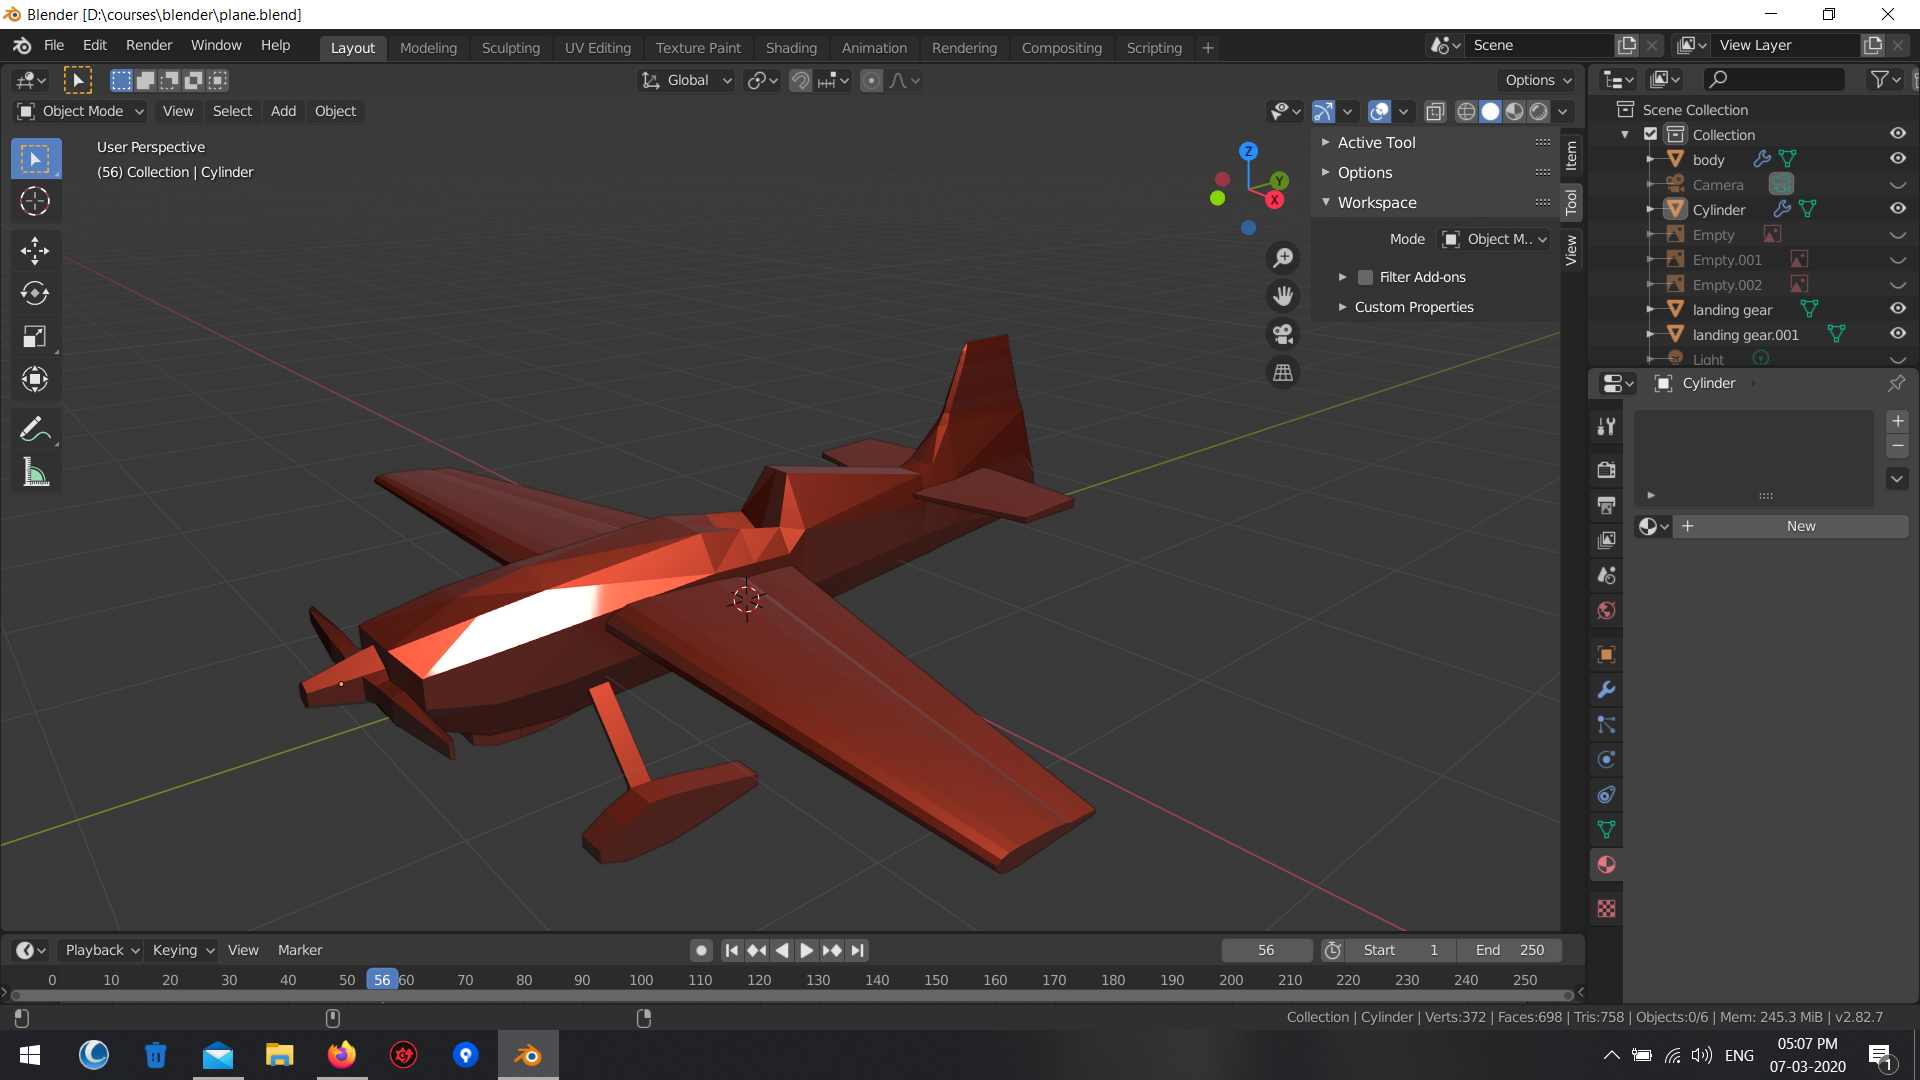 Blender [D:\courses\blender\plane.blend]
File Edit Render Window Help Layout Modeling Sculpting UV Editing Texture Paint Shading Animation Rendering Compositing Scripting Scene View Layer
Global Options
Object Mode View Select Add Object
User Perspective
(56) Collection | Cylinder
Z
Y
X
Active Tool
Options
Workspace
Mode Object M..
Filter Add-ons
Custom Properties
Item
Tool
View
Scene Collection
Collection
body
Camera
Cylinder
Empty
Empty.001
Empty.002
landing gear
landing gear.001
Light
Cylinder
New
Playback Keying View Marker 56 Start 1 End 250
0 10 20 30 40 50 56 60 70 80 90 100 110 120 130 140 150 160 170 180 190 200 210 220 230 240 250
Collection | Cylinder | Verts:372 | Faces:698 | Tris:758 | Objects:0/6 | Mem: 245.3 MiB | v2.82.7
ENG
05:07 PM
07-03-2020
1